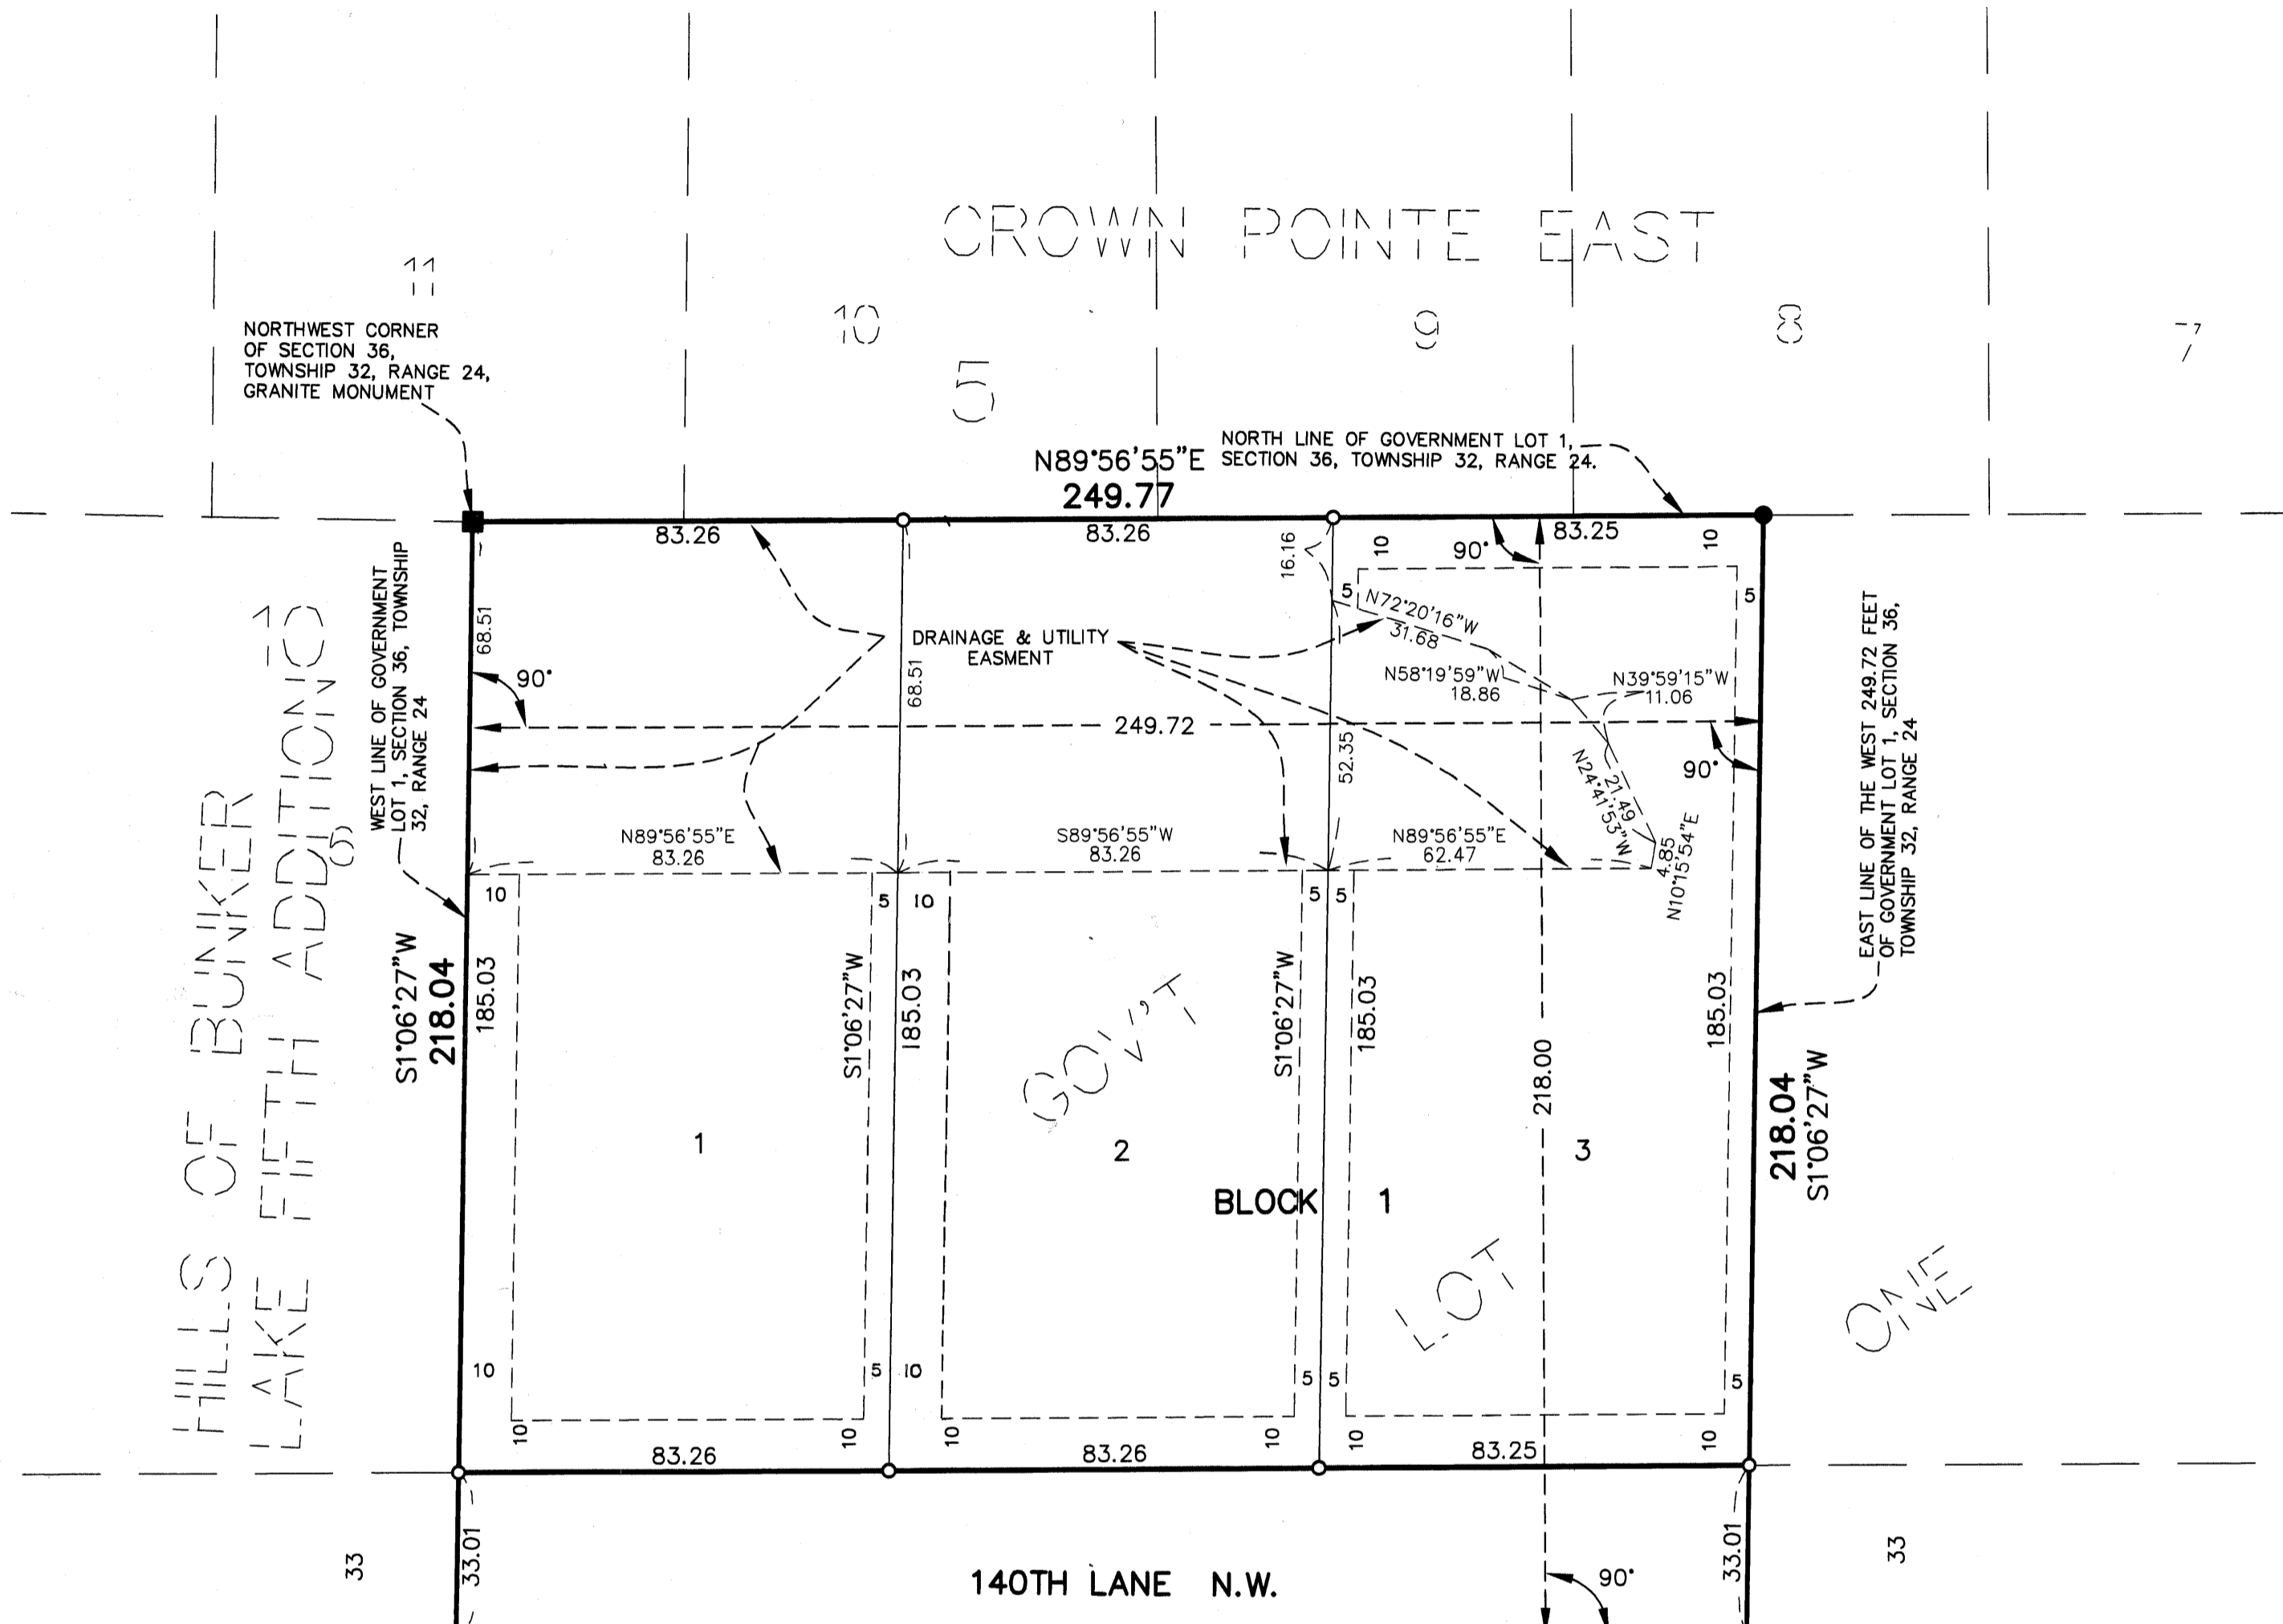 CROWN POINTE EAST
11
10
9
8
7
5
NORTHWEST CORNER
OF SECTION 36,
TOWNSHIP 32, RANGE 24,
GRANITE MONUMENT
N89°56'55"E
249.77
NORTH LINE OF GOVERNMENT LOT 1,
SECTION 36, TOWNSHIP 32, RANGE 24.
83.26
83.26
83.25
10
90°
10
16.16
5
N72°20'16"W
31.68
5
68.51
90°
DRAINAGE & UTILITY
EASMENT
68.51
N58°19'59"W
18.86
N39°59'15"W
11.06
249.72
52.35
90°
N24°41'53"W
21.49
4.85
N10°15'54"E
WEST LINE OF GOVERNMENT
LOT 1, SECTION 36, TOWNSHIP
32, RANGE 24
EAST LINE OF THE WEST 249.72 FEET
OF GOVERNMENT LOT 1, SECTION 36,
TOWNSHIP 32, RANGE 24
N89°56'55"E
83.26
S89°56'55"W
83.26
N89°56'55"E
62.47
10
5
10
5
5
HILLS OF BUNKER
LAKE FIFTH ADDITION
1
(5)
S1°06'27"W
218.04
185.03
S1°06'27"W
185.03
S1°06'27"W
185.03
218.00
185.03
218.04
S1°06'27"W
GOV'T
LOT
ONE
1
2
3
BLOCK 1
10
5
10
5
5
5
10
10
10
10
10
10
83.26
83.26
83.25
33
33.01
140TH LANE N.W.
90°
33.01
33